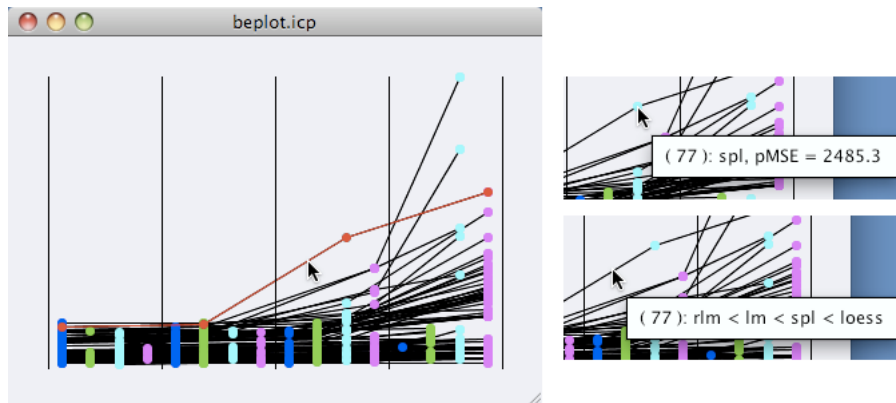 beplot.icp
( 77 ): spl, pMSE = 2485.3
( 77 ): rlm < lm < spl < loess